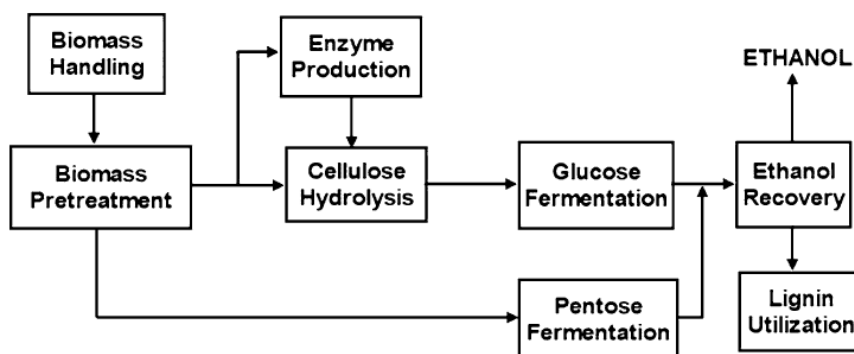 Biomass
Handling
Enzyme
Production
ETHANOL
Biomass
Pretreatment
Cellulose
Hydrolysis
Glucose
Fermentation
Ethanol
Recovery
Pentose
Fermentation
Lignin
Utilization